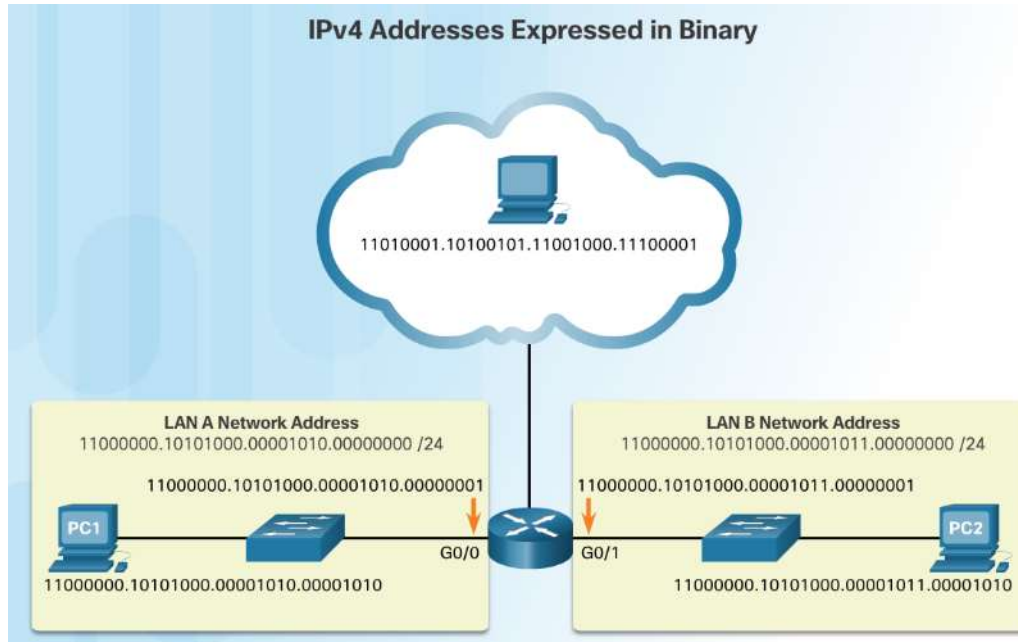 IPv4 Addresses Expressed in Binary
11010001.10100101.11001000.11100001
LAN A Network Address
11000000.10101000.00001010.00000000 /24
11000000.10101000.00001010.00000001
PC1
G0/0
11000000.10101000.00001010.00001010
LAN B Network Address
11000000.10101000.00001011.00000000 /24
11000000.10101000.00001011.00000001
G0/1
PC2
11000000.10101000.00001011.00001010